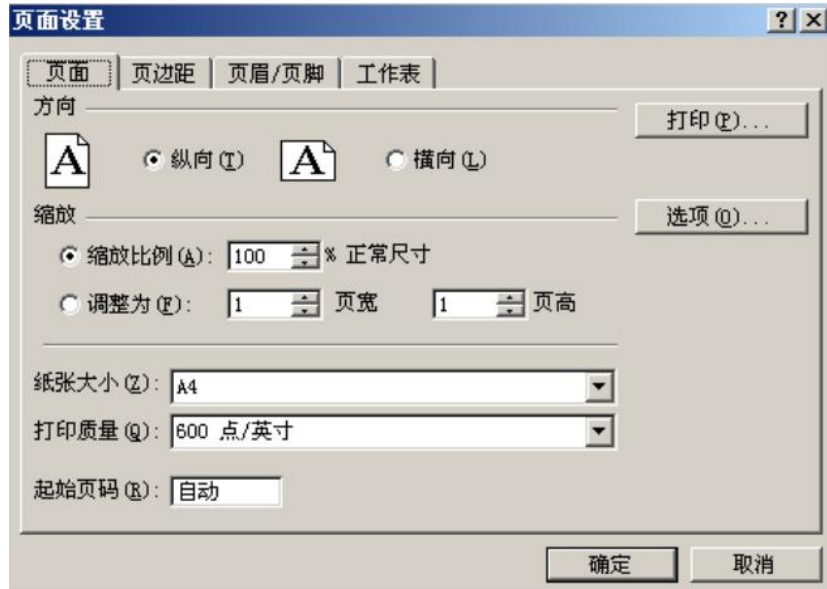 页面设置
页面 页边距 页眉/页脚 工作表
方向
打印(P)...
A 纵向(T) A 横向(L)
缩放
选项(O)...
缩放比例(A): 100 % 正常尺寸
调整为(F): 1 页宽 1 页高
纸张大小(Z): A4
打印质量(Q): 600 点/英寸
起始页码(R): 自动
确定 取消